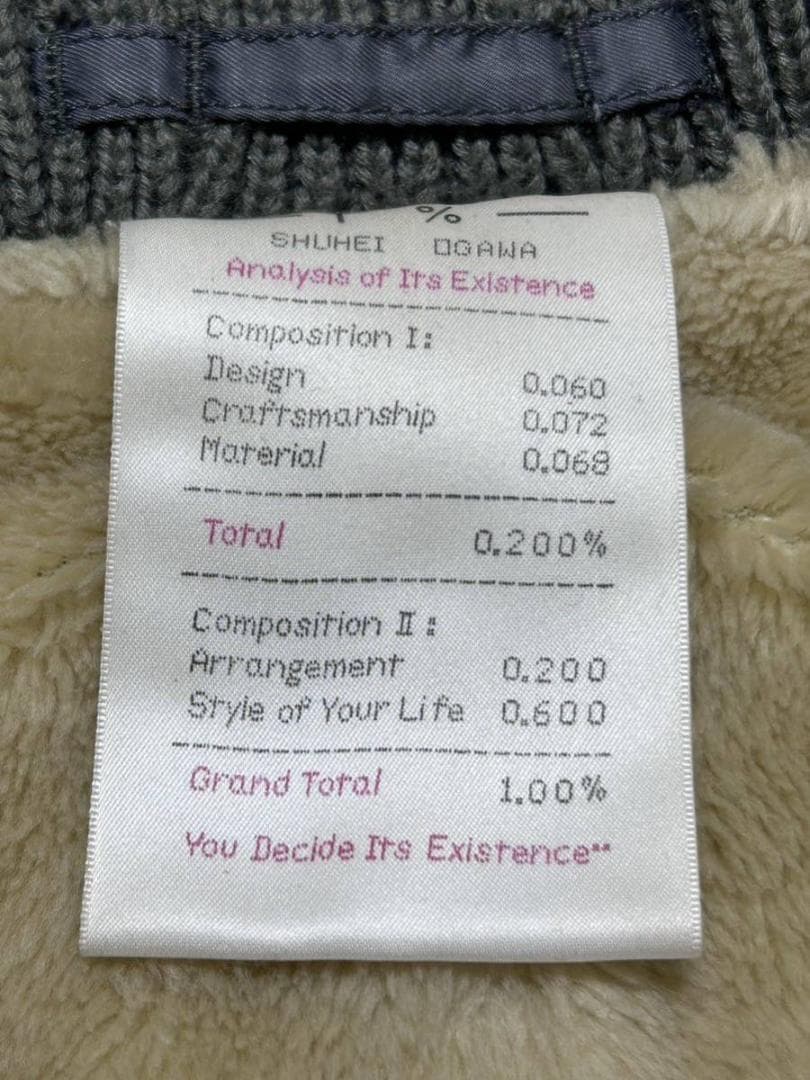 %
SHUHEI OGAWA
Analysis of Its Existence
Composition I:
Design 0.060
Craftsmanship 0.072
Material 0.068
Total 0.200%
Composition II:
Arrangement 0.200
Style of Your Life 0.600
Grand Total 1.00%
You Decide Its Existence**